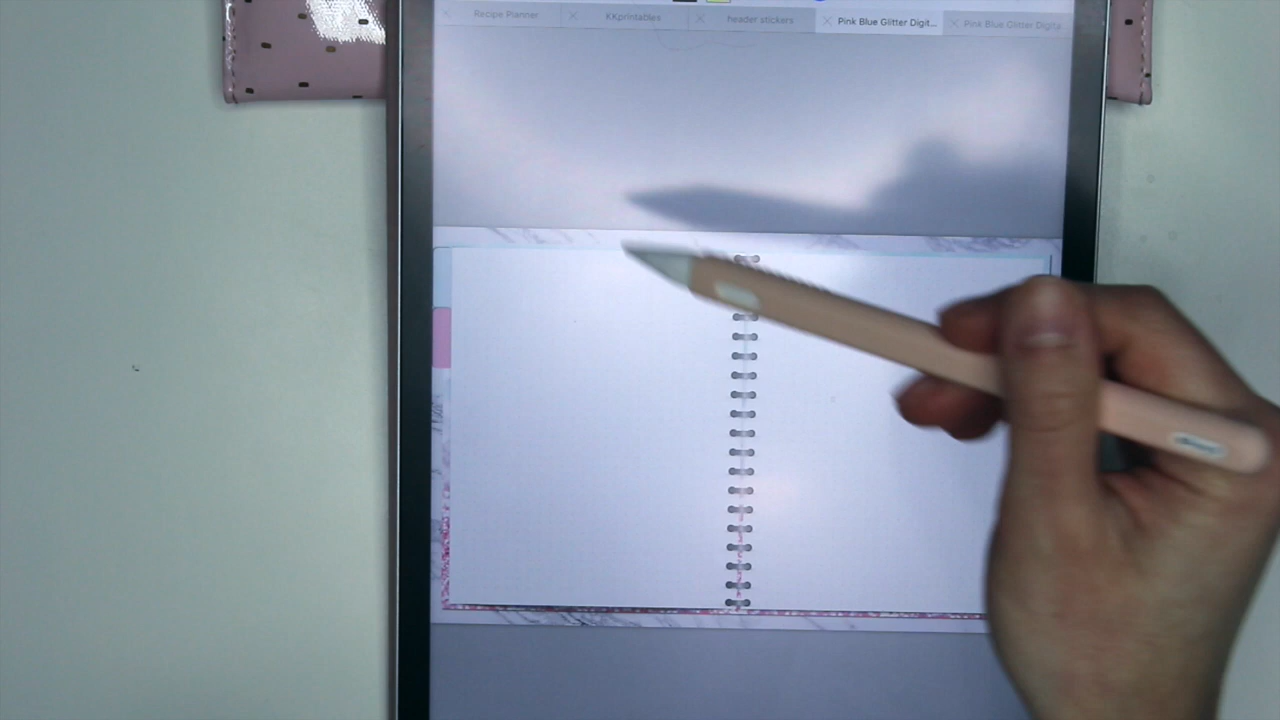 Recipe Planner
KKprintables
header stickers
Pink Blue Glitter Digit...
Pink Blue Glitter Digita